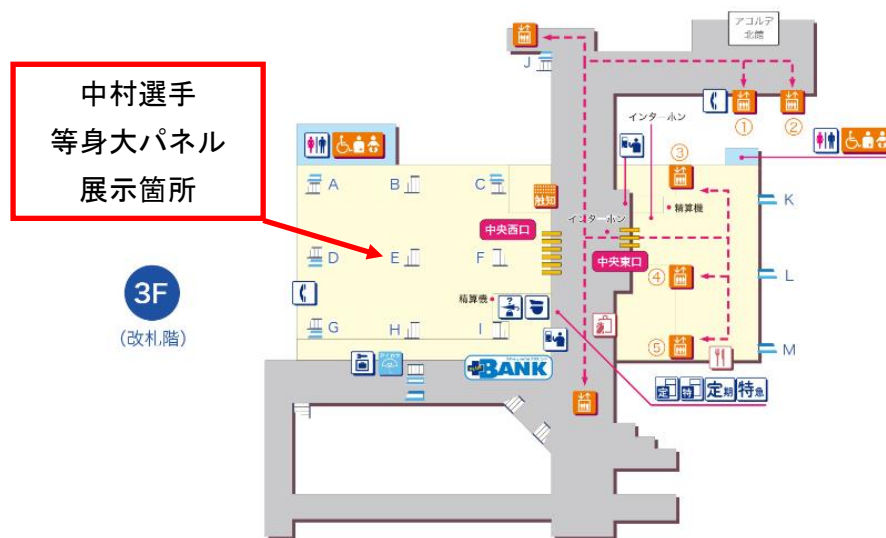 アコルデ
北館
J
中村選手
等身大パネル
展示箇所
①
②
インターホン
③
A
B
C
触知
K
精算機
インターホン
中央西口
中央東口
D
E
F
④
L
3F
(改札階)
精算機
G
H
I
⑤
M
BANK
定
特
定期
特急